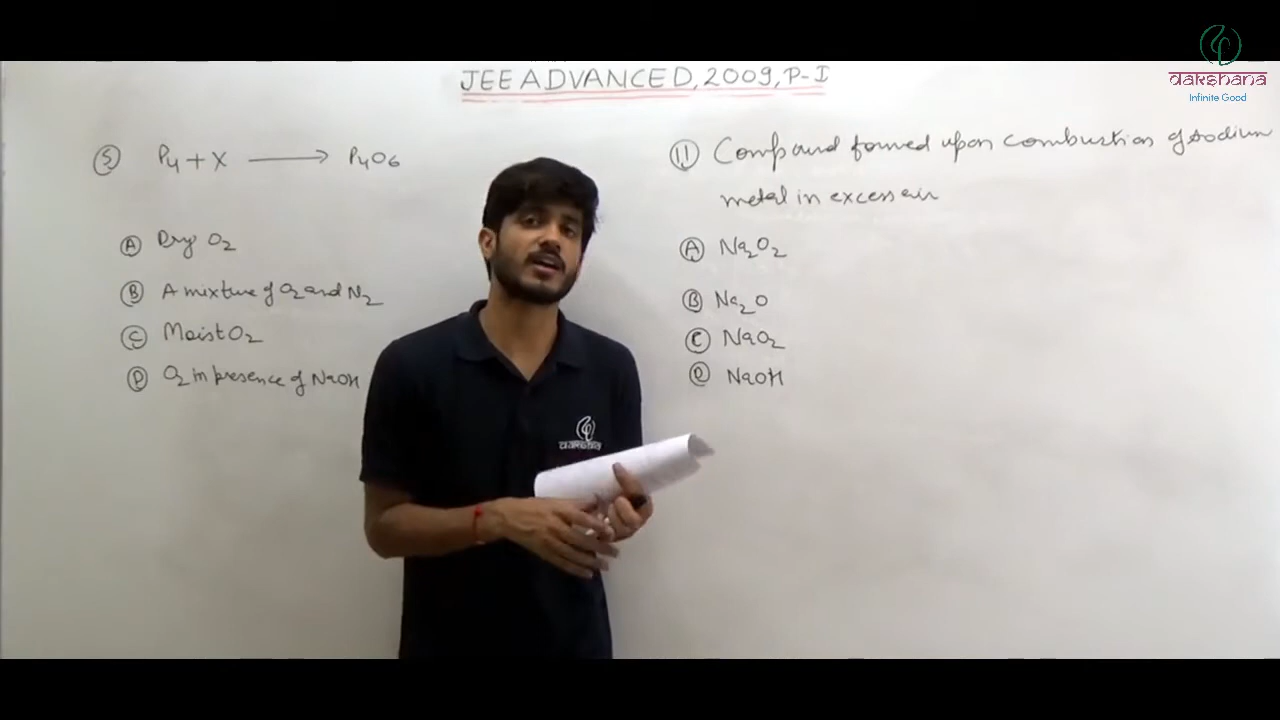 JEE ADVANCED, 2009, P-I
⑤ P4 + X ⟶ P4O6
Ⓐ Dry O2
Ⓑ A mixture of O2 and N2
Ⓒ Moist O2
Ⓓ O2 in presence of NaOH
⑪ Compound formed upon combustion of sodium
metal in excess air
Ⓐ Na2O2
Ⓑ Na2O
Ⓒ NaO2
Ⓓ NaOH
dakshana
Infinite Good
dakshana